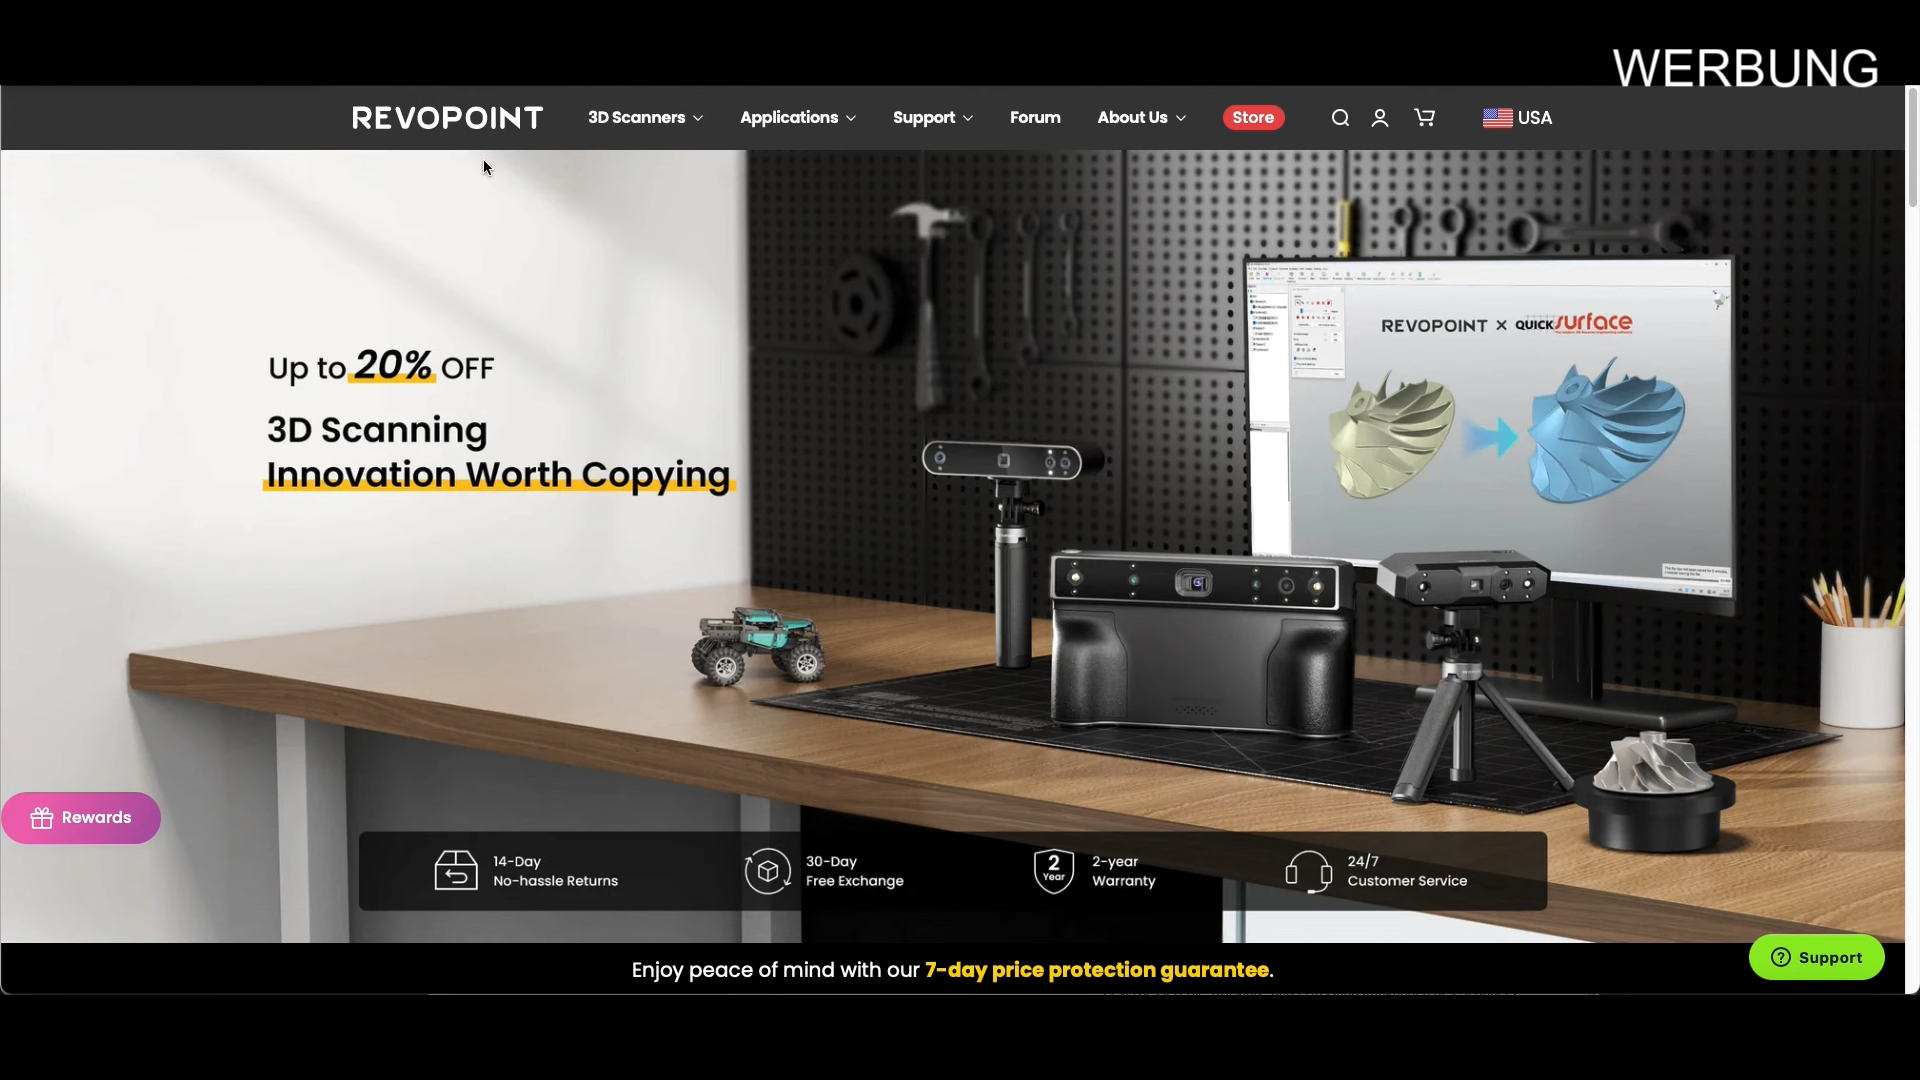 WERBUNG
REVOPOINT
3D Scanners
Applications
Support
Forum
About Us
Store
USA
REVOPOINT × QUICK surface
Up to 20% OFF
3D Scanning
Innovation Worth Copying
Rewards
14-Day
No-hassle Returns
30-Day
Free Exchange
2
Year
2-year
Warranty
24/7
Customer Service
Enjoy peace of mind with our 7-day price protection guarantee.
Support